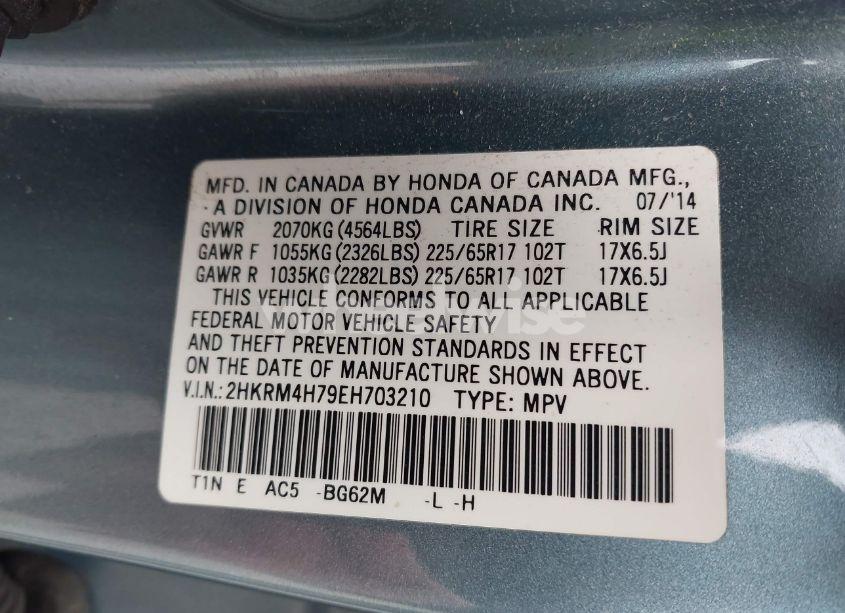 MFD. IN CANADA BY HONDA OF CANADA MFG.,
A DIVISION OF HONDA CANADA INC. 07/'14
GVWR 2070KG (4564LBS) TIRE SIZE RIM SIZE
GAWR F 1055KG (2326LBS) 225/65R17 102T 17X6.5J
GAWR R 1035KG (2282LBS) 225/65R17 102T 17X6.5J
THIS VEHICLE CONFORMS TO ALL APPLICABLE
FEDERAL MOTOR VEHICLE SAFETY
AND THEFT PREVENTION STANDARDS IN EFFECT
ON THE DATE OF MANUFACTURE SHOWN ABOVE.
V.I.N.: 2HKRM4H79EH703210 TYPE: MPV
T1N E AC5 -BG62M -L -H